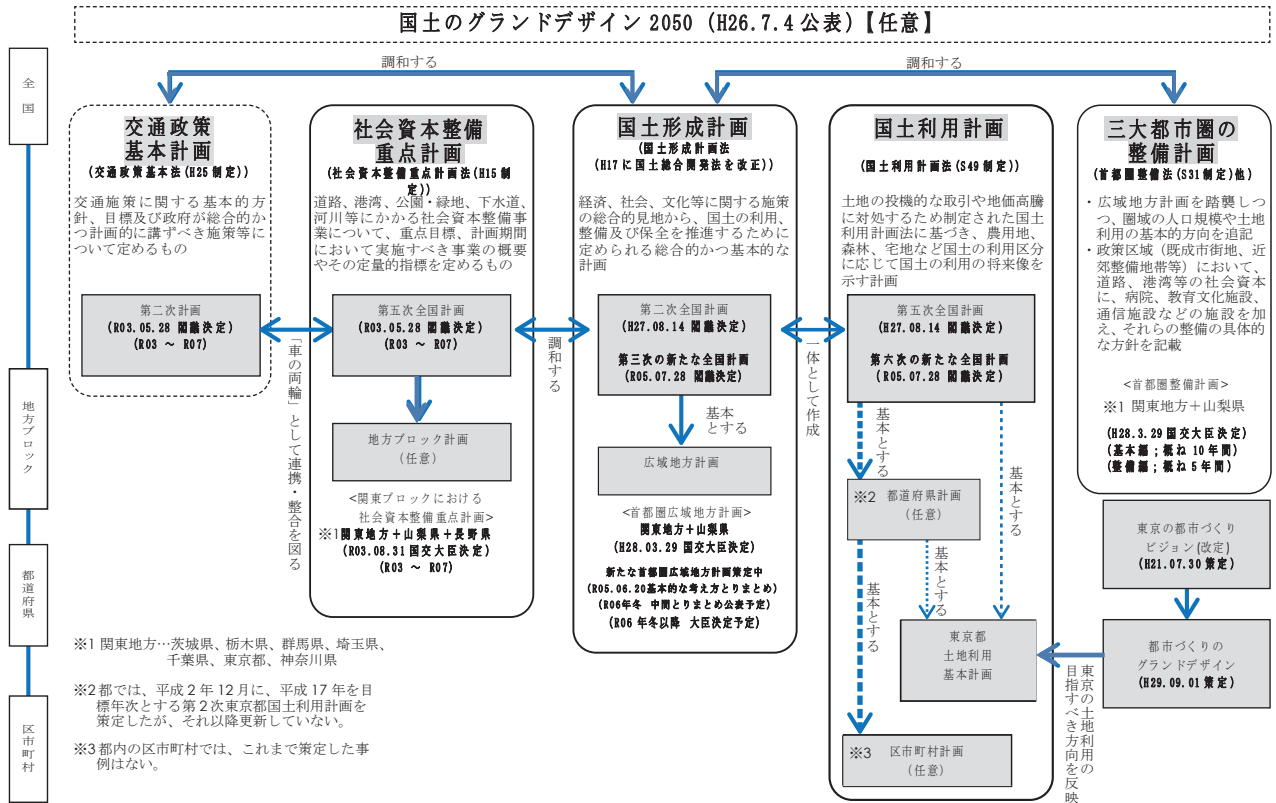 国土のグランドデザイン 2050 (H26.7.4 公表)【任意】
全国
地方ブロック
都道府県
区市町村
調和する
調和する
交通政策
基本計画
(交通政策基本法(H25 制定))
交通施策に関する基本的方
針、目標及び政府が総合的か
つ計画的に講ずべき施策等
について定めるもの
第二次計画
(R03.05.28 閣議決定)
(R03 ～ R07)
「車の両輪」として連携・整合を図る
社会資本整備
重点計画
(社会資本整備重点計画法(H15 制
定))
道路、港湾、公園・緑地、下水道、
河川等にかかる社会資本整備事
業について、重点目標、計画期間
において実施すべき事業の概要
やその定量的指標を定めるもの
第五次全国計画
(R03.05.28 閣議決定)
(R03 ～ R07)
地方ブロック計画
(任意)
<関東ブロックにおける
社会資本整備重点計画>
※1関東地方＋山梨県＋長野県
(R03.08.31 国交大臣決定)
(R03 ～ R07)
調和する
国土形成計画
(国土形成計画法
(H17 に国土総合開発法を改正))
経済、社会、文化等に関する施策
の総合的見地から、国土の利用、
整備及び保全を推進するために
定められる総合的かつ基本的な
計画
第二次全国計画
(H27.08.14 閣議決定)
第三次の新たな全国計画
(R05.07.28 閣議決定)
基本
とする
広域地方計画
<首都圏広域地方計画>
関東地方＋山梨県
(H28.03.29 国交大臣決定)
新たな首都圏広域地方計画策定中
(R05.06.20基本的な考え方とりまとめ)
(R06年冬 中間とりまとめ公表予定)
(R06 年冬以降 大臣決定予定)
一体として作成
国土利用計画
(国土利用計画法(S49 制定))
土地の投機的な取引や地価高騰
に対処するため制定された国土
利用計画法に基づき、農用地、
森林、宅地など国土の利用区分
に応じて国土の利用の将来像を
示す計画
第五次全国計画
(H27.08.14 閣議決定)
第六次の新たな全国計画
(R05.07.28 閣議決定)
基本とする
基本とする
※2 都道府県計画
(任意)
基本とする
基本とする
東京都
土地利用
基本計画
※3 区市町村計画
(任意)
三大都市圏の
整備計画
(首都圏整備法(S31 制定)他)
・広域地方計画を踏襲しつ
つ、圏域の人口規模や土地
利用の基本的方向を追記
・政策区域（既成市街地、近
郊整備地帯等）において、
道路、港湾等の社会資本
に、病院、教育文化施設、
通信施設などの施設を加
え、それらの整備の具体的
な方針を記載
<首都圏整備計画>
※1 関東地方＋山梨県
(H28.3.29 国交大臣決定)
(基本編；概ね 10 年間)
(整備編；概ね 5 年間)
東京の都市づくり
ビジョン(改定)
(H21.07.30 策定)
都市づくりの
グランドデザイン
(H29.09.01 策定)
東京の土地利用の
目指すべき方向を反映
※1 関東地方…茨城県、栃木県、群馬県、埼玉県、
千葉県、東京都、神奈川県
※2 都では、平成 2 年 12 月に、平成 17 年を目
標年次とする第 2 次東京都国土利用計画を
策定したが、それ以降更新していない。
※3 都内の区市町村では、これまで策定した事
例はない。